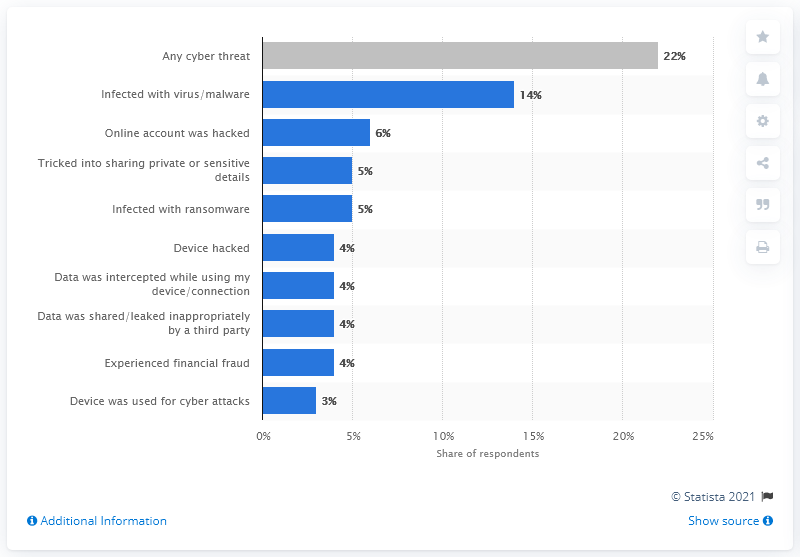 Any cyber threat
22%
Infected with virus/malware
14%
Online account was hacked
6%
Tricked into sharing private or sensitive
details
5%
Infected with ransomware
5%
Device hacked
4%
Data was intercepted while using my
device/connection
4%
Data was shared/leaked inappropriately
by a third party
4%
Experienced financial fraud
4%
Device was used for cyber attacks
3%
0% 5% 10% 15% 20% 25%
Share of respondents
© Statista 2021
Additional Information
Show source